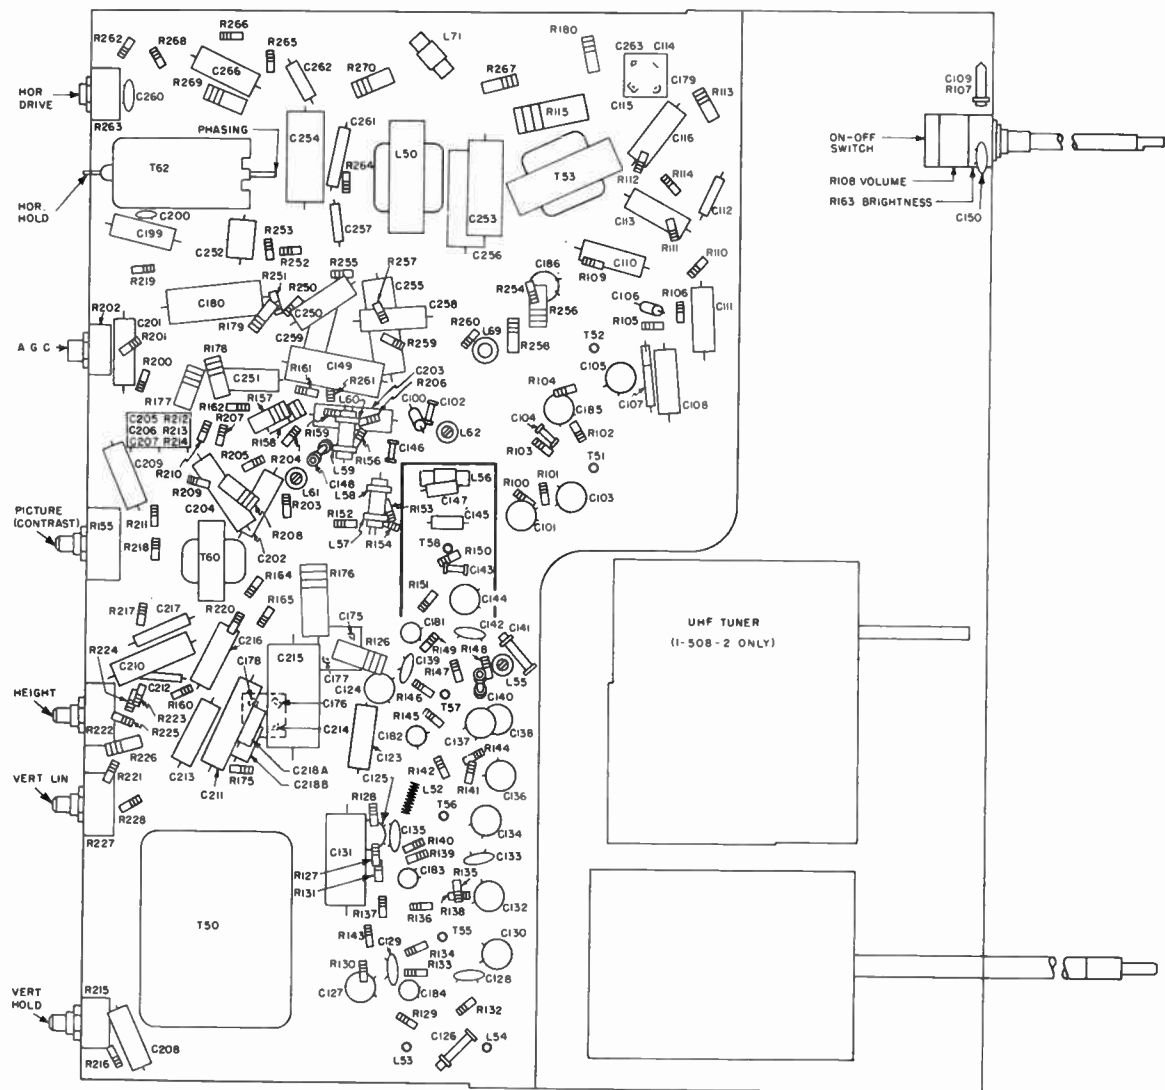 R266
R262
R268
R265
C266
C262
R269
R270
L71
R267
R180
C263 C114
C179
C115
R113
C109
R107
HOR
DRIVE
C260
R263
PHASING
C254
C261
L50
R115
C116
ON-OFF
SWITCH
T62
R264
T53
R112
R114
R108 VOLUME
R163 BRIGHTNESS
C150
HOR.
HOLD
C200
C199
C252
R253
R252
C257
C253
C256
C113
C112
R111
C110
R109
R110
R219
R251
R250
R255
R257
C255
C186
R254
R256
C106
R106
R105
C111
R202
C201
R201
C180
R179
C250
C259
C258
R259
R260
L69
R258
T52
AGC
R200
R178
C251
C149
R161
R261
C203
R206
C105
R177
R162
R157
L60
C100
C102
R104
C185
C107
C108
C205 R212
C206 R213
C207 R214
R207
R158
R159
R156
L62
C104
R102
C209
R210
R205
R204
L59
C148
C146
R103
T51
R209
C204
L61
L58
L56
C147
R101
R100
C103
PICTURE
(CONTRAST)
R155
R211
R203
R152
R153
C145
C101
R218
T60
C202
R208
L57
R154
T58
R150
C143
R164
R176
R151
C144
UHF TUNER
(1-508-2 ONLY)
R217
C217
R220
R165
C175
C181
C142
C141
R224
C216
C215
R126
R149
R148
C210
C178
C177
C139
R147
L55
HEIGHT
C212
R160
R223
C176
C124
R146
C140
T57
R222
R225
C214
R145
C182
C137
C138
R226
C123
R144
VERT LIN
R221
C213
C211
R175
C218A
C218B
C125
R142
R141
C136
R228
R128
L52
T56
R227
C135
C134
C131
R140
R139
C133
R127
R131
C183
R135
R138
C132
T50
R137
R136
R143
T55
C130
C129
R134
R130
R133
C128
C127
C184
VERT
HOLD
R215
R129
R132
C208
C126
L54
R216
L53